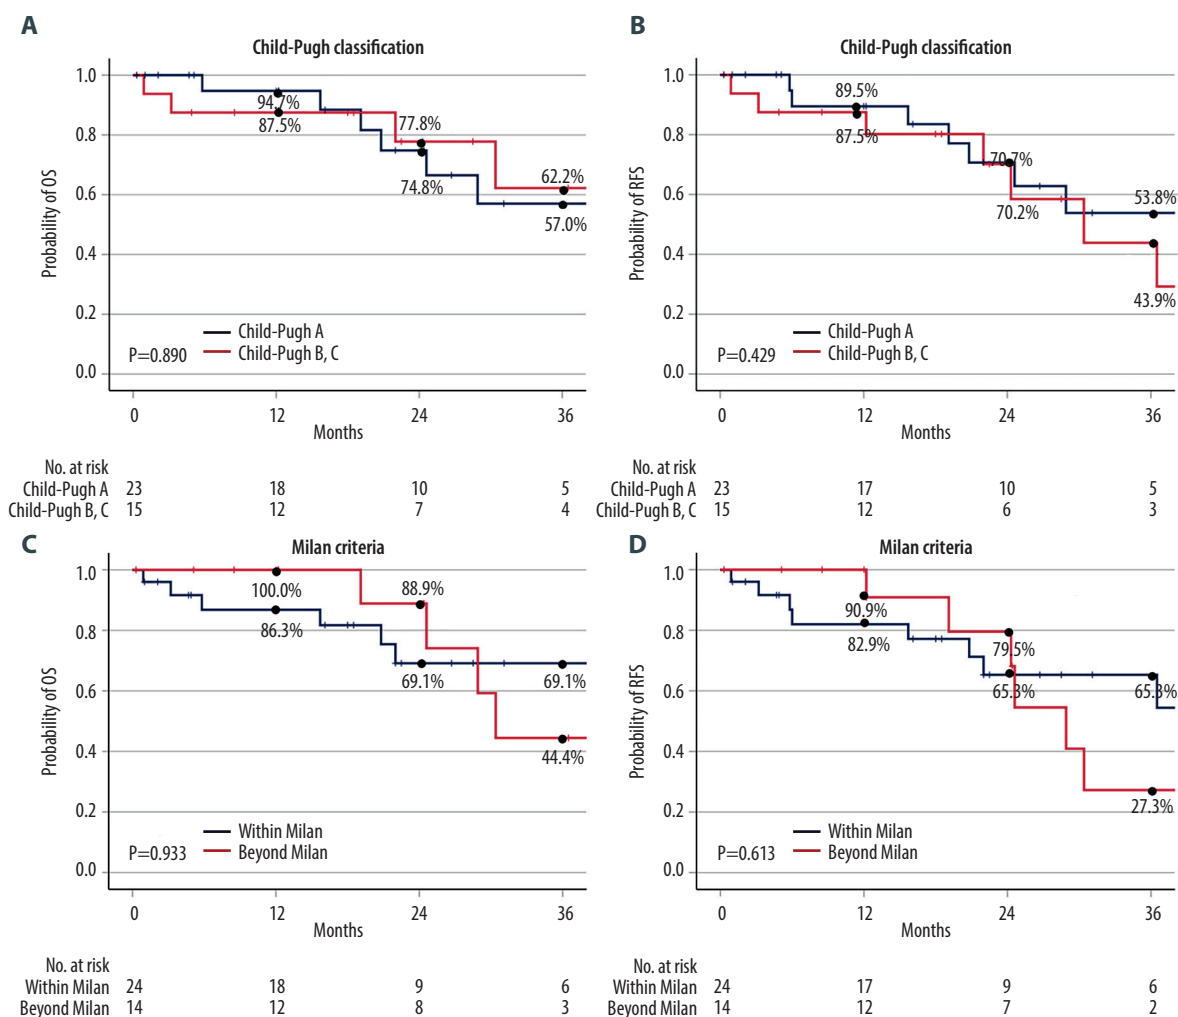 A
Child-Pugh classification
Probability of OS
1.0
0.8
0.6
0.4
0.2
0.0
94.7%
87.5%
77.8%
74.8%
62.2%
57.0%
Child-Pugh A
Child-Pugh B, C
P=0.890
0 12 24 36
Months
No. at risk
Child-Pugh A 23 18 10 5
Child-Pugh B, C 15 12 7 4
B
Child-Pugh classification
Probability of RFS
1.0
0.8
0.6
0.4
0.2
0.0
89.5%
87.5%
70.7%
70.2%
53.8%
43.9%
Child-Pugh A
Child-Pugh B, C
P=0.429
0 12 24 36
Months
No. at risk
Child-Pugh A 23 17 10 5
Child-Pugh B, C 15 12 6 3
C
Milan criteria
Probability of OS
1.0
0.8
0.6
0.4
0.2
0.0
100.0%
86.3%
88.9%
69.1%
69.1%
44.4%
Within Milan
Beyond Milan
P=0.933
0 12 24 36
Months
No. at risk
Within Milan 24 18 9 6
Beyond Milan 14 12 8 3
D
Milan criteria
Probability of RFS
1.0
0.8
0.6
0.4
0.2
0.0
90.9%
82.9%
79.5%
65.3%
65.3%
27.3%
Within Milan
Beyond Milan
P=0.613
0 12 24 36
Months
No. at risk
Within Milan 24 17 9 6
Beyond Milan 14 12 7 2